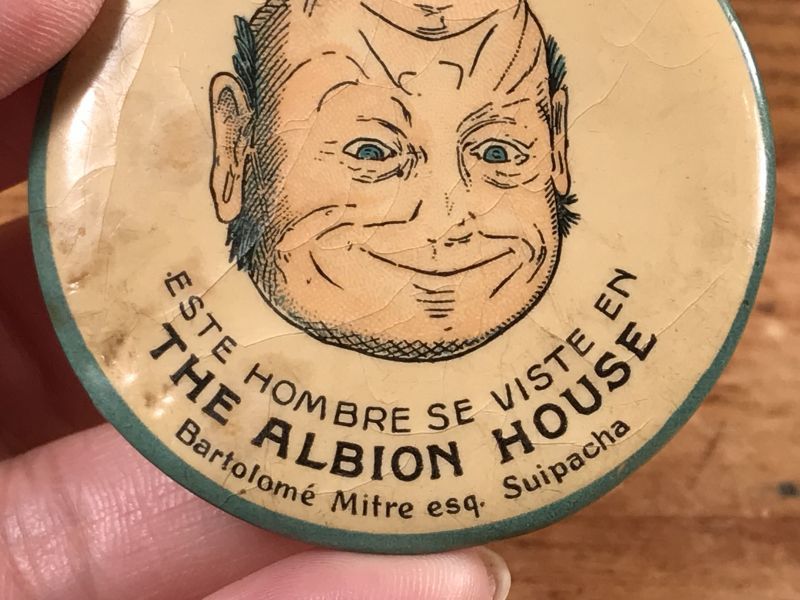 ESTE HOMBRE SE VISTE EN
THE ALBION HOUSE
Bartolomé Mitre esq. Suipacha